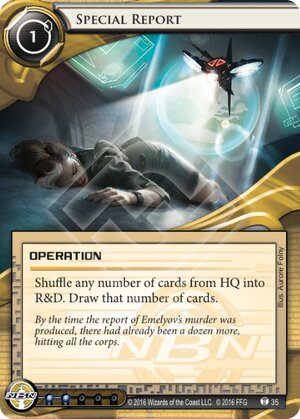 Special Report
1
OPERATION
Shuffle any number of cards from HQ into
R&D. Draw that number of cards.
By the time the report of Emelyov's murder was
produced, there had already been a dozen more,
hitting all the corps.
Illus. Aurore Folny
NBN
© 2016 Wizards of the Coast LLC. © 2016 FFG
35